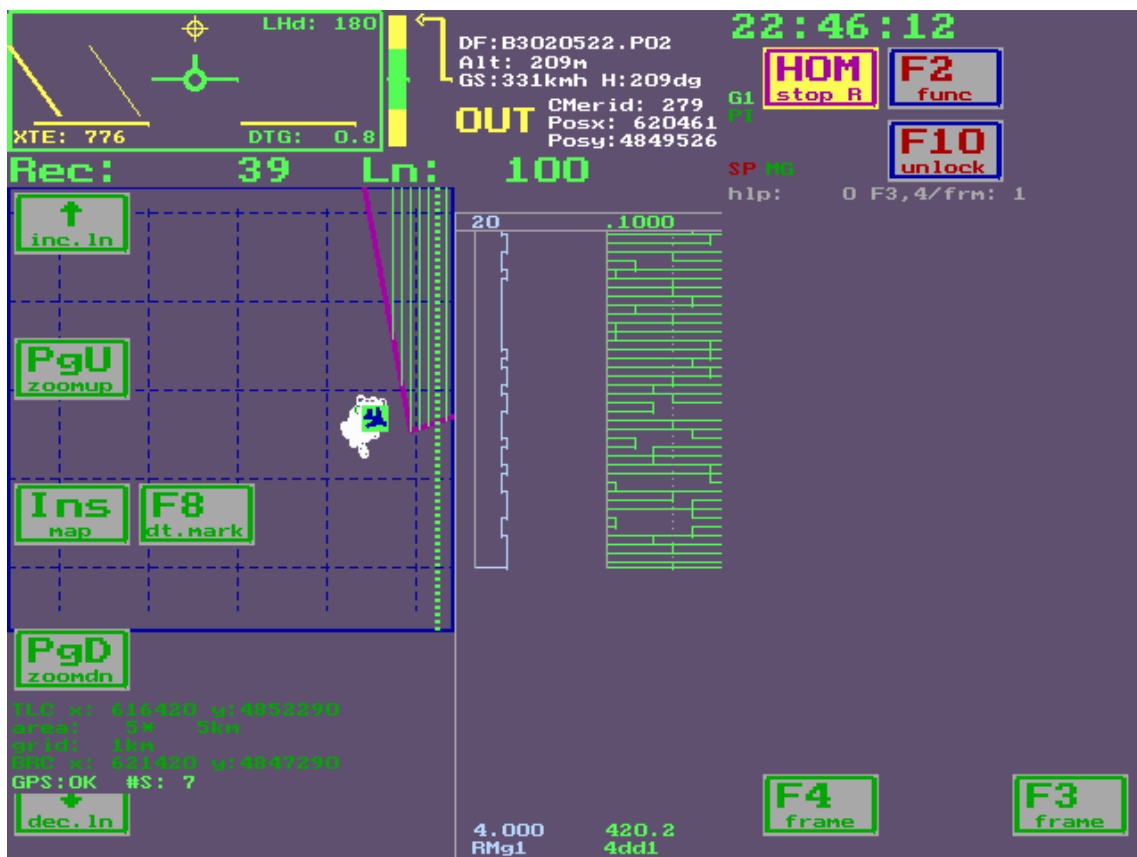 LHd: 180
XTE: 776
DTG: 0.8
DF:B3020522.P02
Alt: 209m
GS:331kmh H:209dg
OUT
CMerid: 279
Posx: 620461
Posy:4849526
22:46:12
HOM
stop R
F2
func
G1
PI
F10
unlock
SP MG
hlp: 0 F3,4/frm: 1
Rec: 39 Ln: 100
↑
inc.ln
20 .1000
PgU
zoomup
Ins
map
F8
dt.mark
PgD
zoomdn
TLC x: 616420 y:4852290
area: 5* 5km
grid: 1km
BRC x: 621420 y:4847290
GPS:OK #S: 7
dec.ln
4.000 420.2
RMg1 4dd1
F4
frame
F3
frame